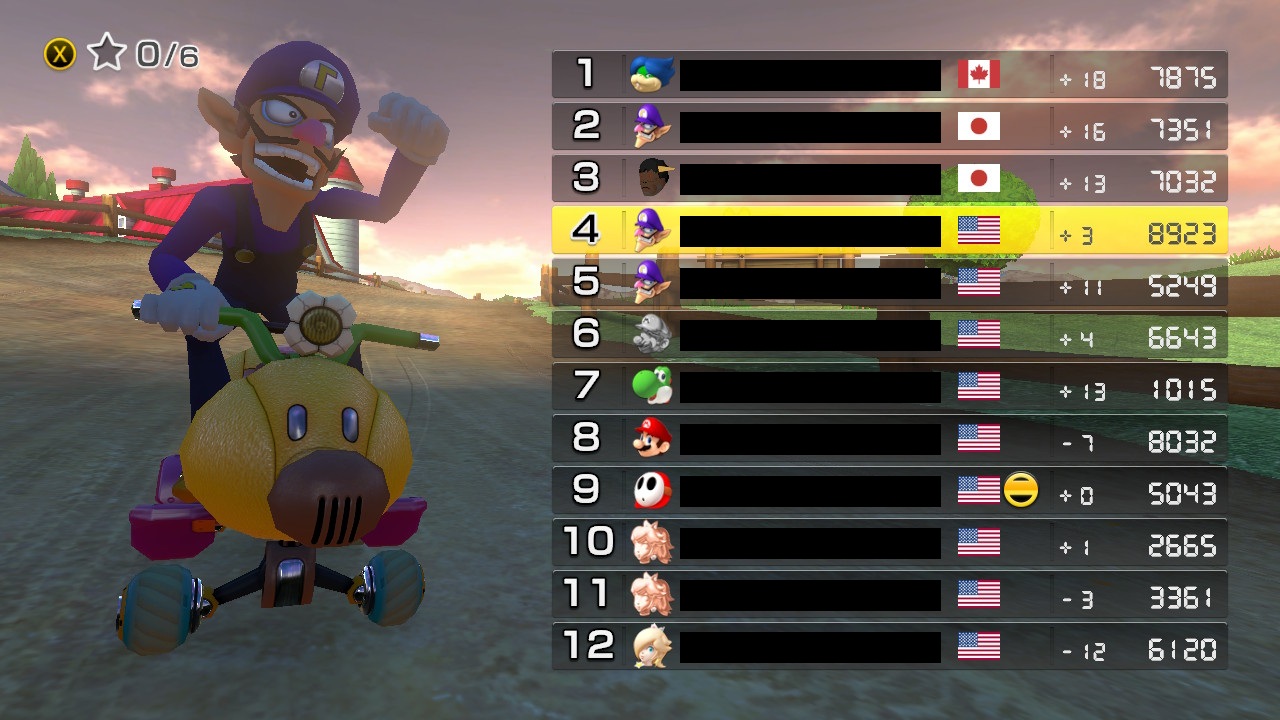 X 0/6
1 + 18 7875
2 + 16 7351
3 + 13 7032
4 + 3 8923
5 + 11 5249
6 + 4 6643
7 + 13 1015
8 - 7 8032
9 + 0 5043
10 + 1 2665
11 - 3 3361
12 - 12 6120